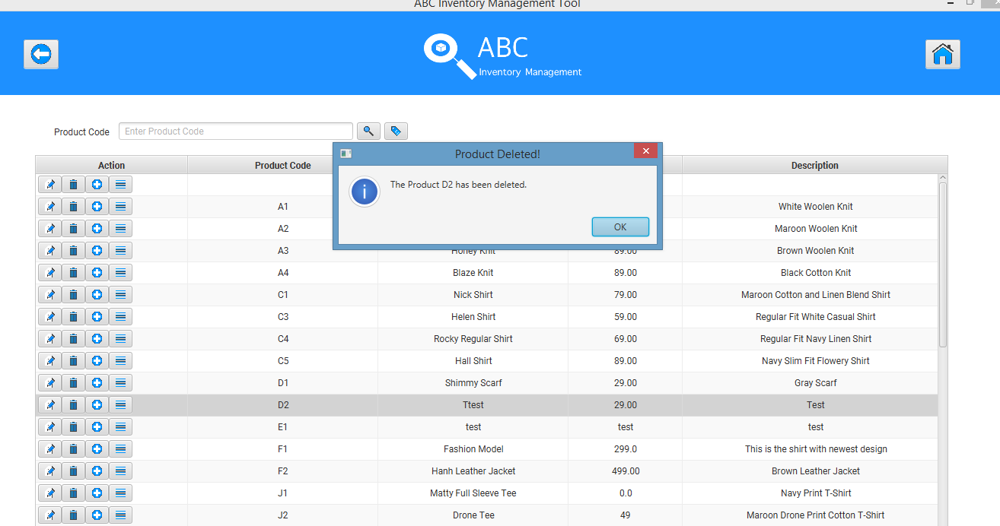 ABC Inventory Management Tool
ABC
Inventory Management
Product Code Enter Product Code
Product Deleted!
The Product D2 has been deleted.
OK
Action Product Code Description
A1 White Woolen Knit
A2 Maroon Woolen Knit
A3 Honey Knit 89.00 Brown Woolen Knit
A4 Blaze Knit 89.00 Black Cotton Knit
C1 Nick Shirt 79.00 Maroon Cotton and Linen Blend Shirt
C3 Helen Shirt 59.00 Regular Fit White Casual Shirt
C4 Rocky Regular Shirt 69.00 Regular Fit Navy Linen Shirt
C5 Hall Shirt 89.00 Navy Slim Fit Flowery Shirt
D1 Shimmy Scarf 29.00 Gray Scarf
D2 Ttest 29.00 Test
E1 test test test
F1 Fashion Model 299.0 This is the shirt with newest design
F2 Hanh Leather Jacket 499.00 Brown Leather Jacket
J1 Matty Full Sleeve Tee 0.0 Navy Print T-Shirt
J2 Drone Tee 49 Maroon Drone Print Cotton T-Shirt